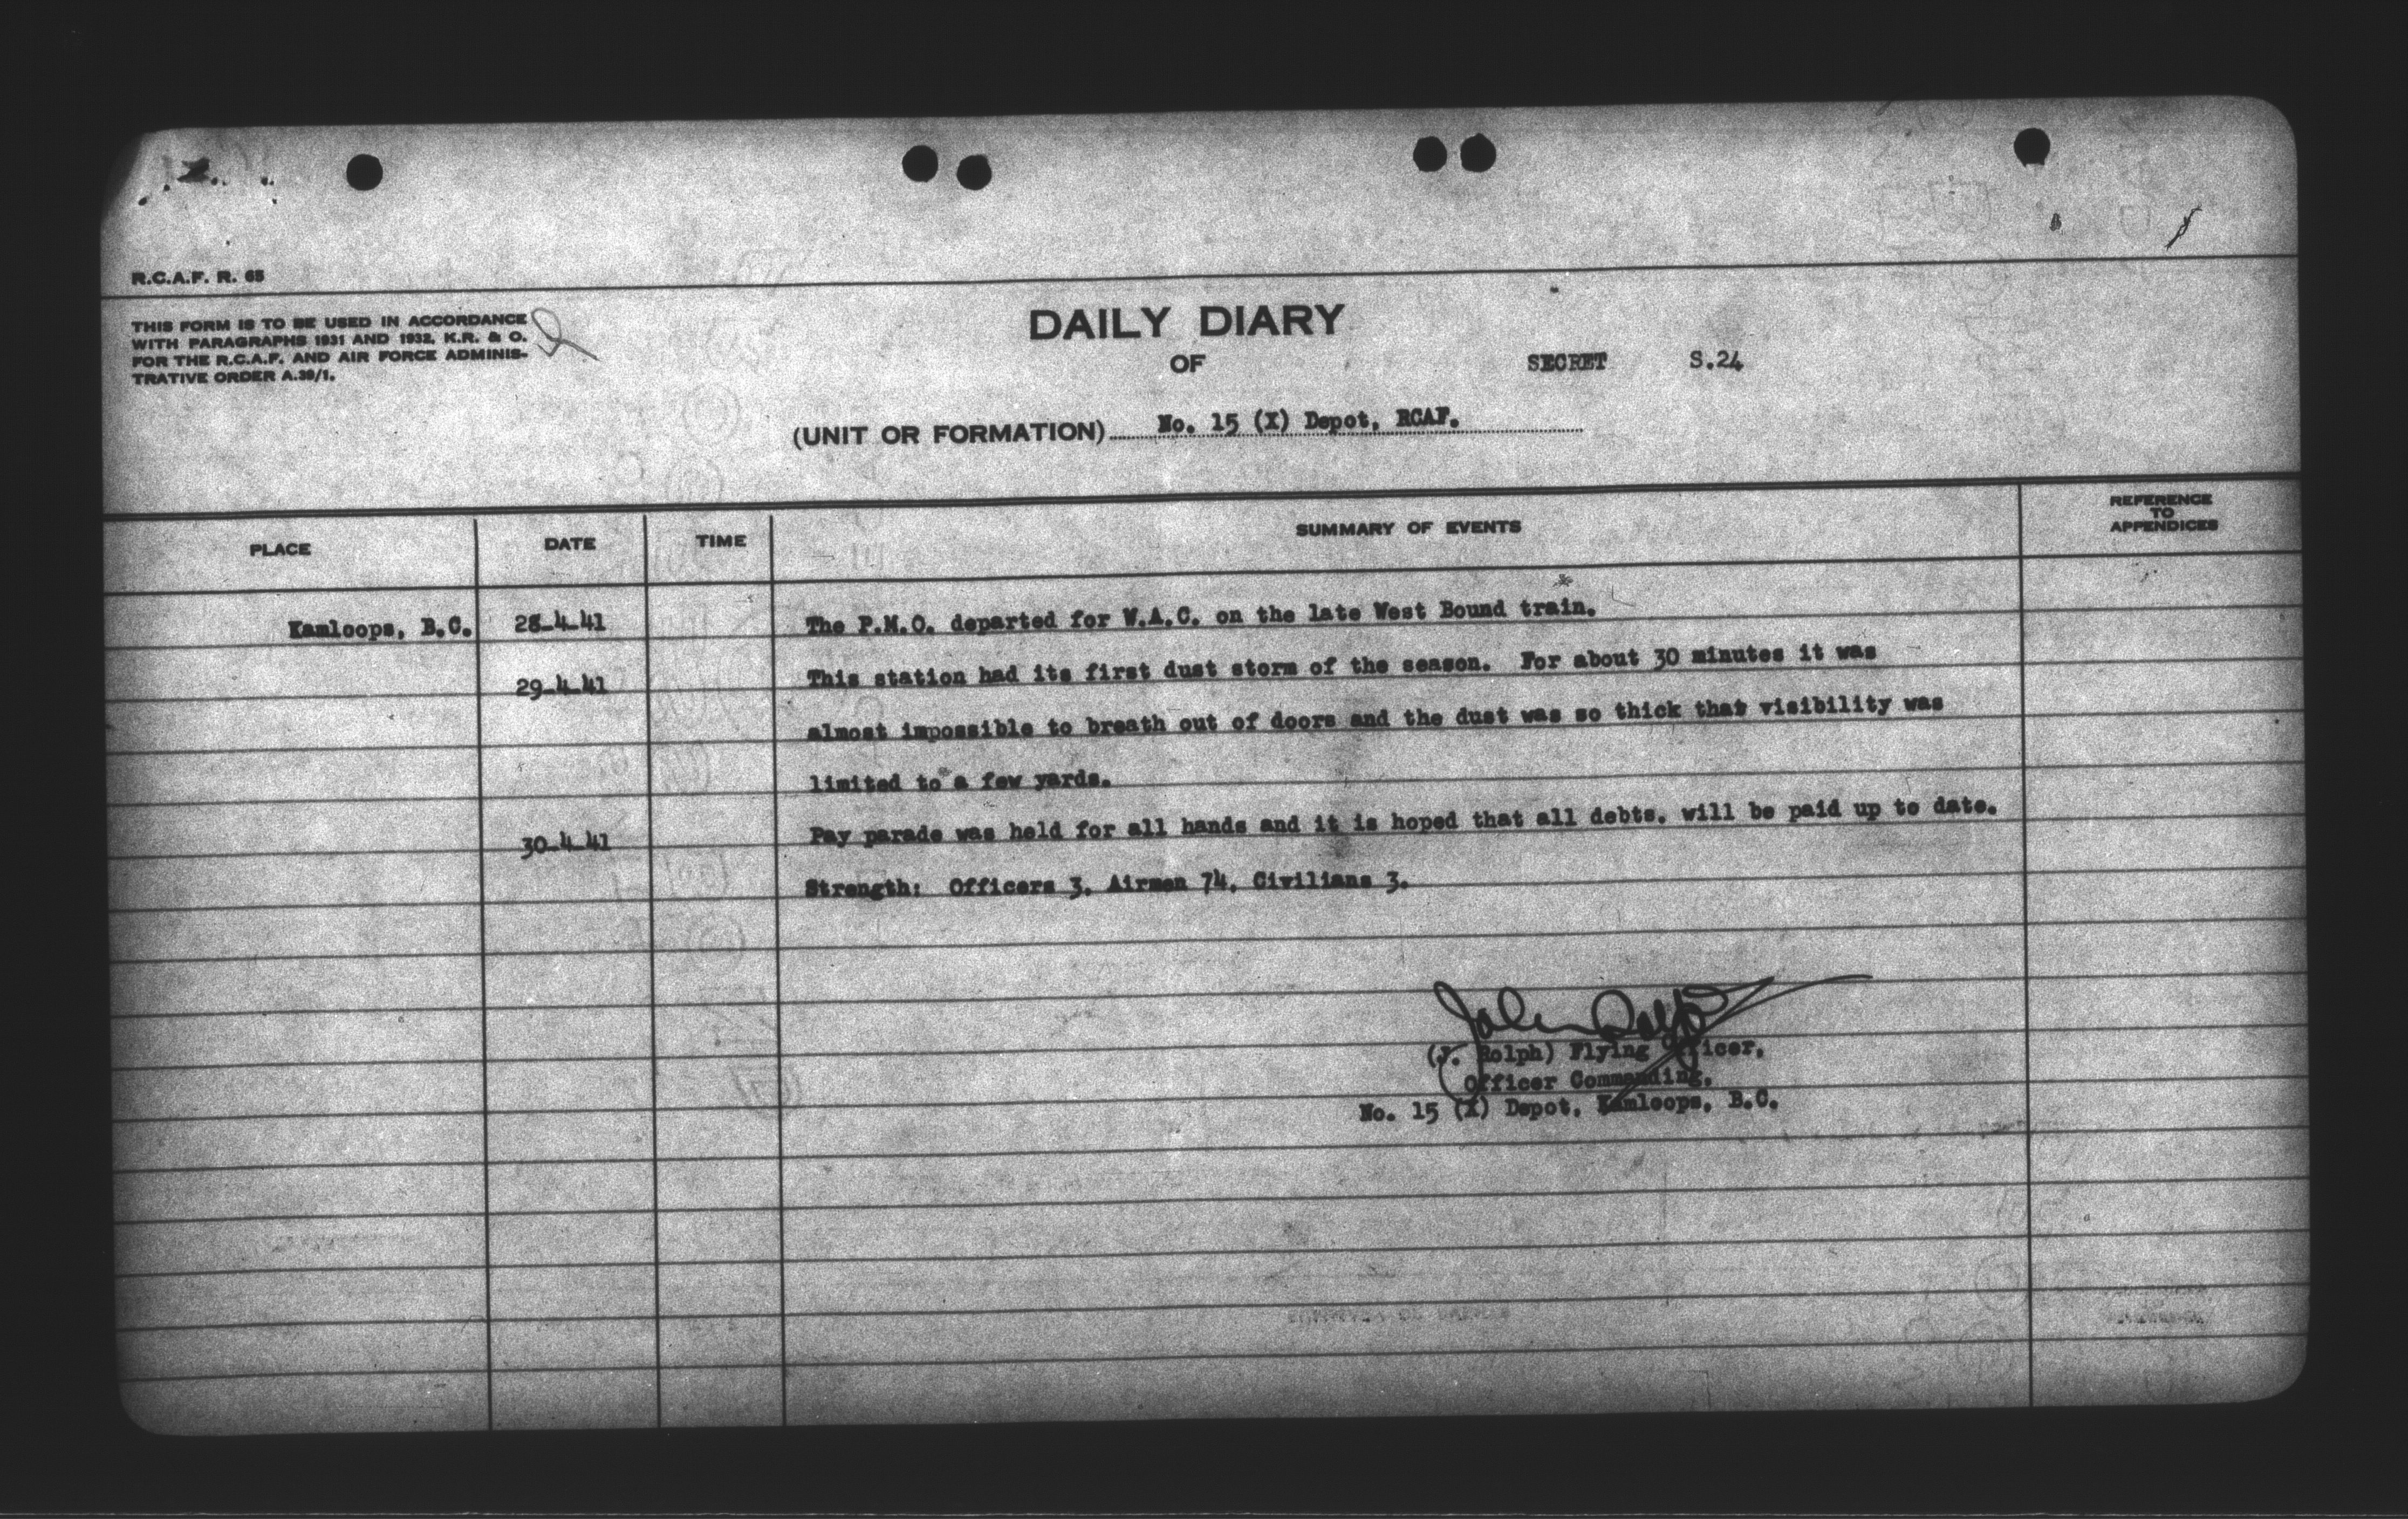 R.C.A.F. R. 65
THIS FORM IS TO BE USED IN ACCORDANCE
WITH PARAGRAPHS 1931 AND 1932, K.R. & O.
FOR THE R.C.A.F. AND AIR FORCE ADMINIS-
TRATIVE ORDER A.39/1.
DAILY DIARY
OF
SECRET S.24
(UNIT OR FORMATION) No. 15 (X) Depot, RCAF.
PLACE DATE TIME SUMMARY OF EVENTS REFERENCE TO APPENDICES
Kamloops, B.C. 28-4-41 The P.M.O. departed for W.A.C. on the late West Bound train.
29-4-41 This station had its first dust storm of the season. For about 30 minutes it was
almost impossible to breath out of doors and the dust was so thick that visibility was
limited to a few yards.
30-4-41 Pay parade was held for all hands and it is hoped that all debts. will be paid up to date.
Strength: Officers 3, Airmen 74, Civilians 3.
John Rolph
(J. Rolph) Flying Officer,
Officer Commanding,
No. 15 (X) Depot, Kamloops, B.C.